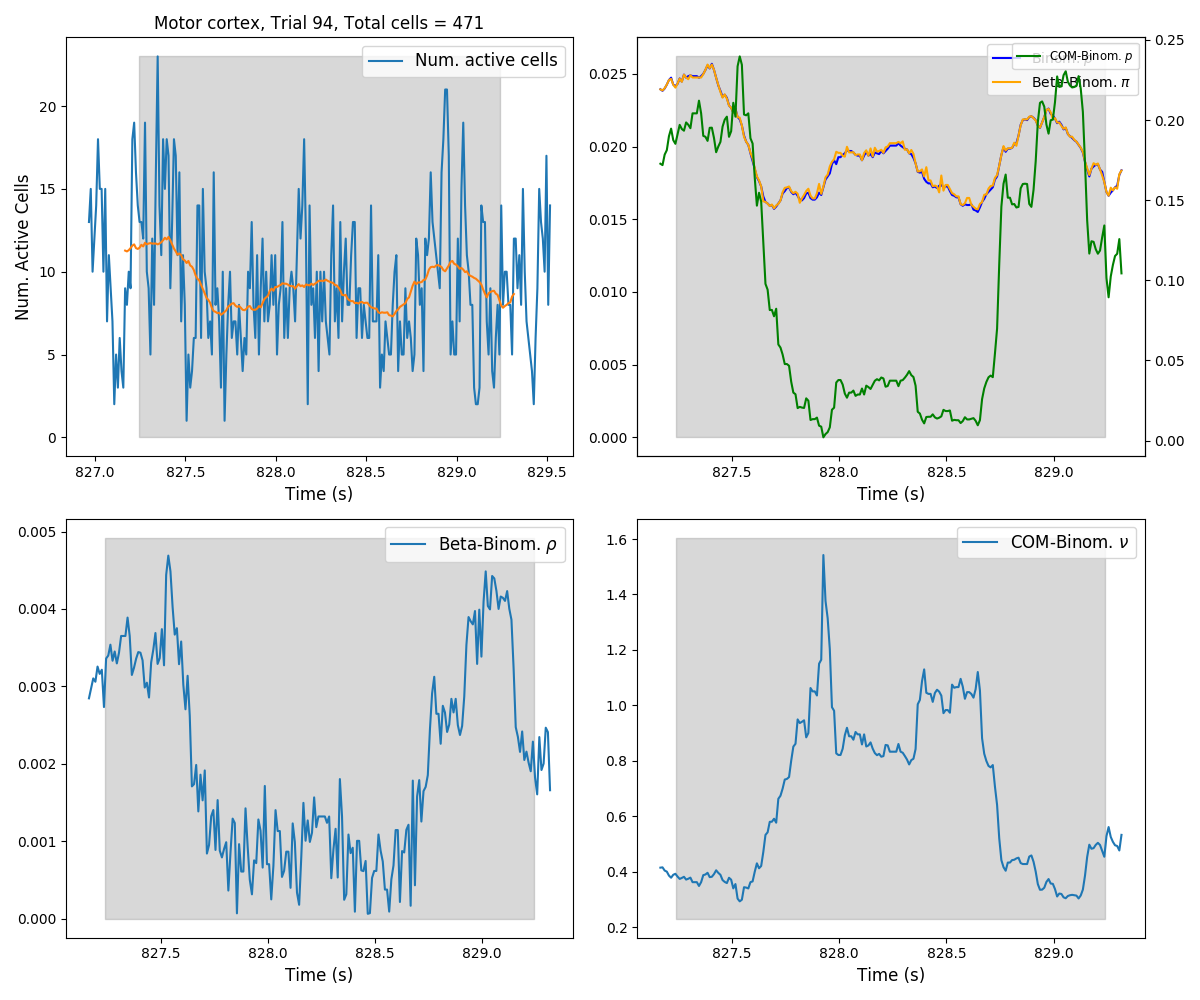 Motor cortex, Trial 94, Total cells = 471
Num. active cells
Num. Active Cells
20
15
10
5
0
827.0 827.5 828.0 828.5 829.0 829.5
Time (s)
COM-Binom. p
Beta-Binom. π
0.025
0.020
0.015
0.010
0.005
0.000
0.25
0.20
0.15
0.10
0.05
0.00
827.5 828.0 828.5 829.0
Time (s)
Beta-Binom. ρ
0.005
0.004
0.003
0.002
0.001
0.000
827.5 828.0 828.5 829.0
Time (s)
COM-Binom. ν
1.6
1.4
1.2
1.0
0.8
0.6
0.4
0.2
827.5 828.0 828.5 829.0
Time (s)